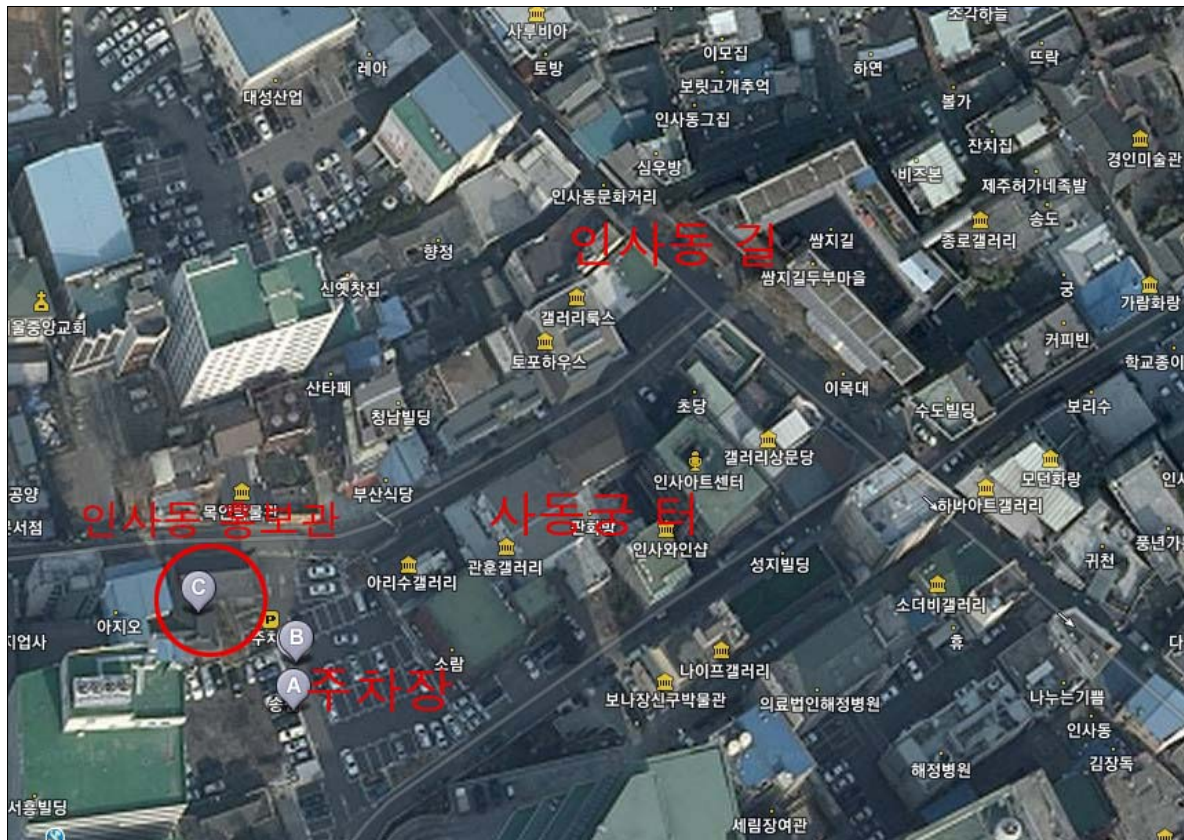 사루비아
조각하늘
토방
이모집
뜨락
레아
하연
대성산업
보릿고개추억
볼가
인사동그집
잔치집
경인미술관
심우방
비즈본
제주허가네족발
인사동문화거리
송도
인사동 길
쌈지길
종로갤러리
향정
쌈지길두부마을
신옛찻집
궁
가람화랑
갤러리룩스
울중앙교회
커피빈
토포하우스
학교종이
산타페
이목대
초당
수도빌딩
보리수
청남빌딩
갤러리상문당
인사아트센터
모던화랑
공양
부산식당
하나아트갤러리
인사동 홍보관
사동궁 터
인사와인샵
풍년가
관훈갤러리
성지빌딩
귀천
아리수갤러리
C
소더비갤러리
아지오
P
B
지업사
휴
다
소람
나이프갤러리
A
주차장
보나장신구박물관
의료법인해정병원
나누는기쁨
인사동
김장독
해정병원
서흥빌딩
세림장여관